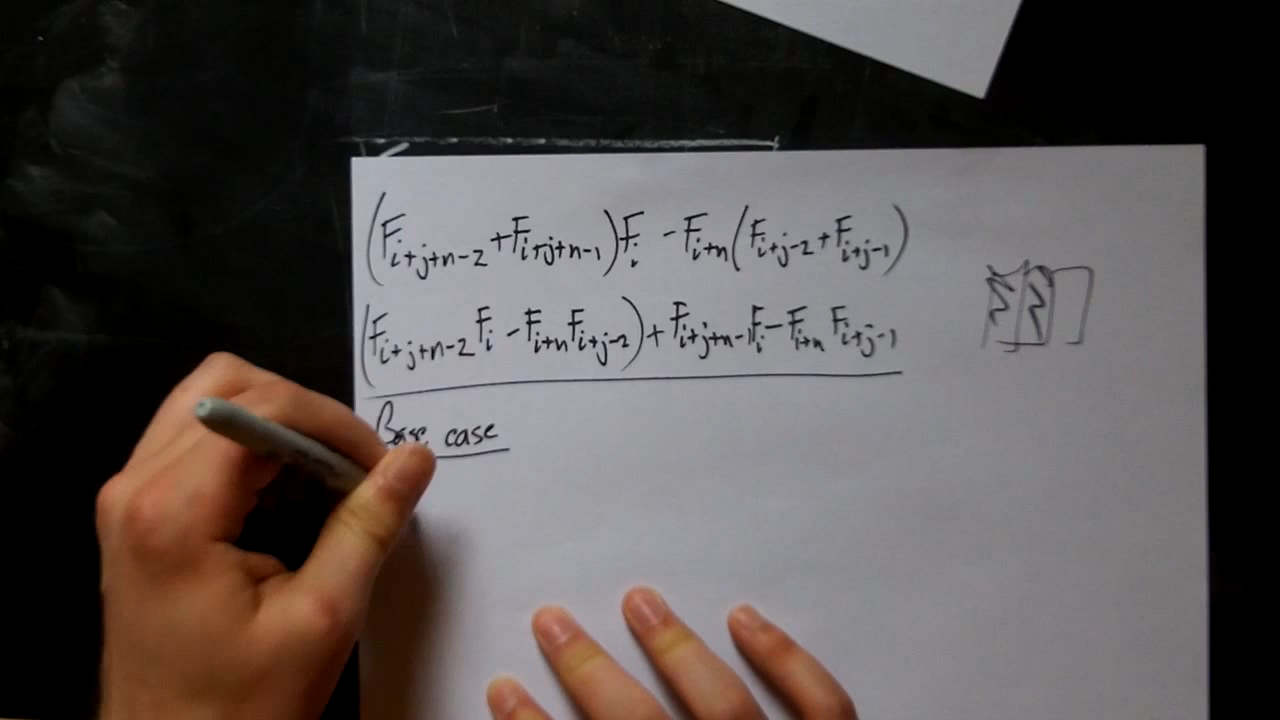 (F_{i+j+n-2} + F_{i+j+n-1})F_i - F_{i+n}(F_{i+j-2} + F_{i+j-1})
(F_{i+j+n-2} F_i - F_{i+n} F_{i+j-2}) + F_{i+j+n-1} F_i - F_{i+n} F_{i+j-1}
Base case